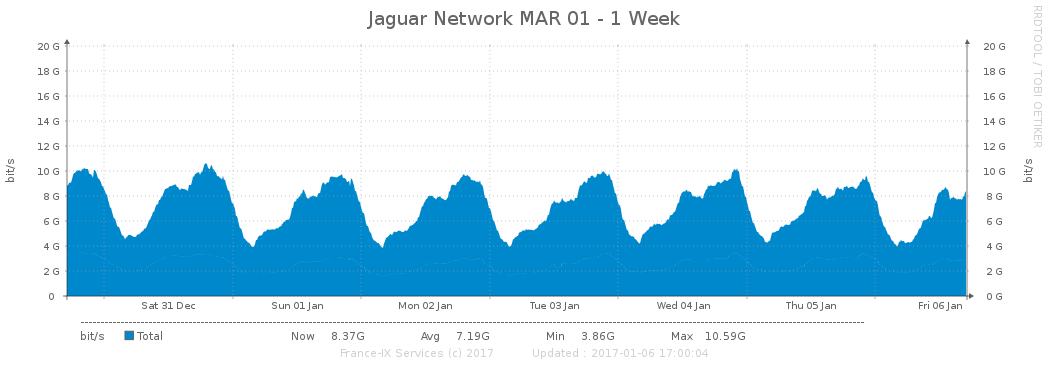 Jaguar Network MAR 01 - 1 Week
RRDTOOL / TOBI OETIKER
bit/s
20 G 20 G
18 G 18 G
16 G 16 G
14 G 14 G
12 G 12 G
10 G 10 G
8 G 8 G
6 G 6 G
4 G 4 G
2 G 2 G
0 0 G
bit/s
Sat 31 Dec Sun 01 Jan Mon 02 Jan Tue 03 Jan Wed 04 Jan Thu 05 Jan Fri 06 Jan
bit/s Total Now 8.37G Avg 7.19G Min 3.86G Max 10.59G
France-IX Services (c) 2017 Updated : 2017-01-06 17:00:04